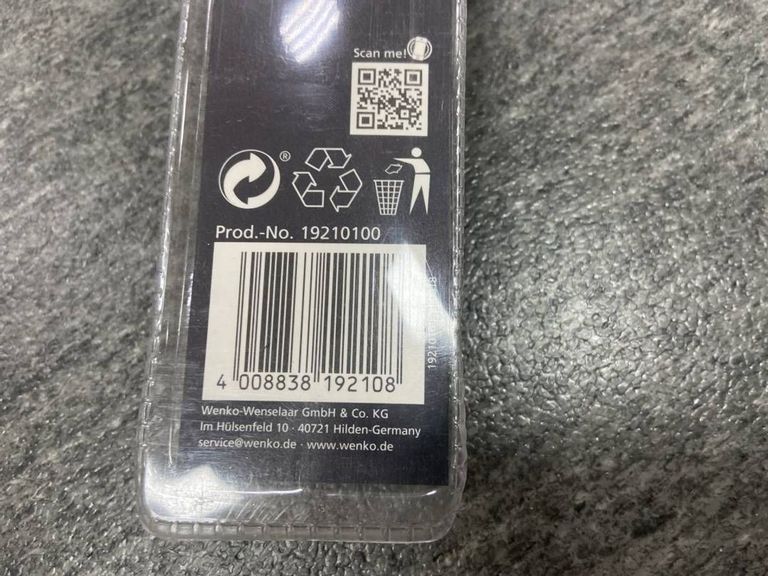 Scan me!
®
Prod.-No. 19210100
4 008838 192108
Wenko-Wenselaar GmbH & Co. KG
Im Hülsenfeld 10 · 40721 Hilden-Germany
service@wenko.de · www.wenko.de